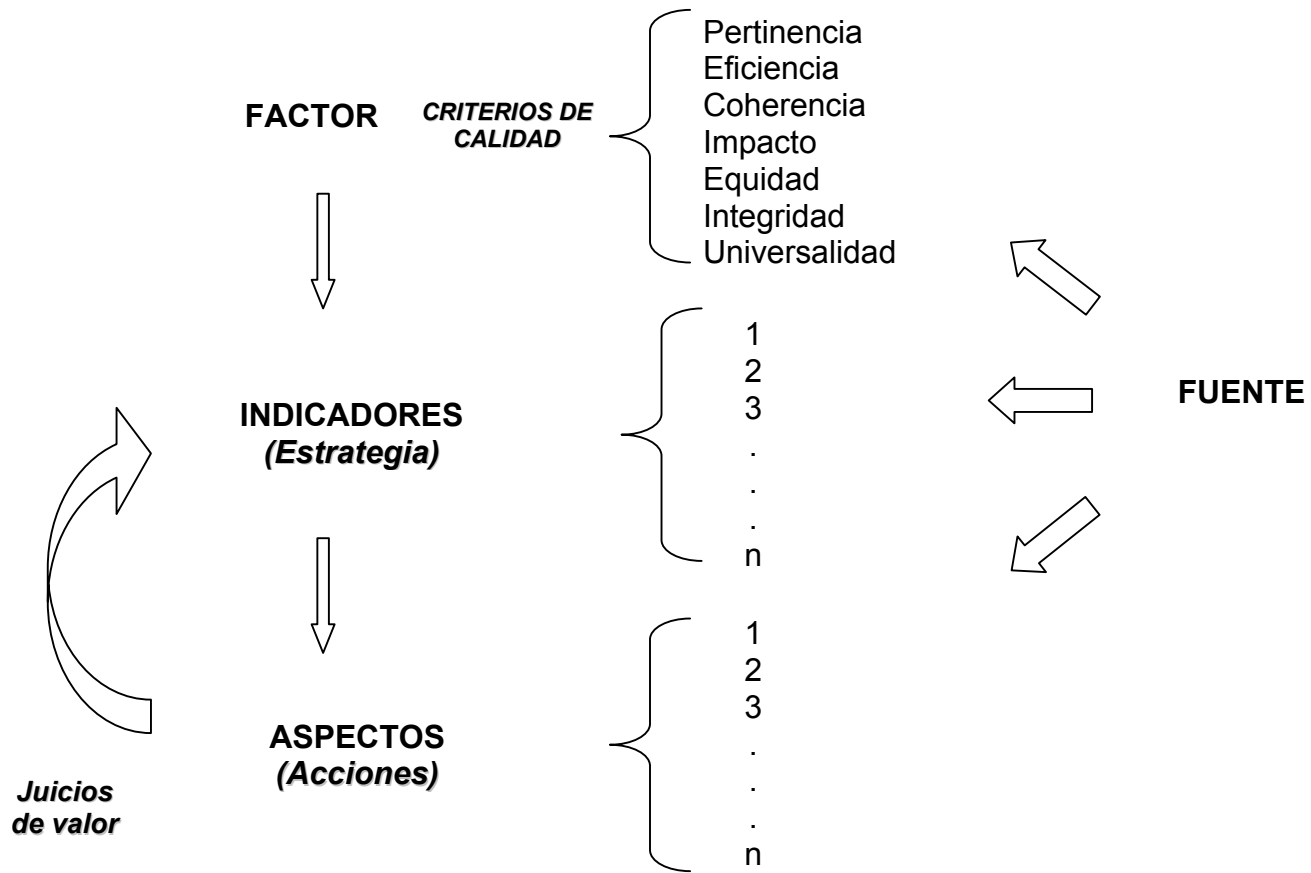 FACTOR
CRITERIOS DE
CALIDAD
Pertinencia
Eficiencia
Coherencia
Impacto
Equidad
Integridad
Universalidad
INDICADORES
(Estrategia)
1
2
3
.
.
.
n
FUENTE
ASPECTOS
(Acciones)
1
2
3
.
.
.
n
Juicios
de valor